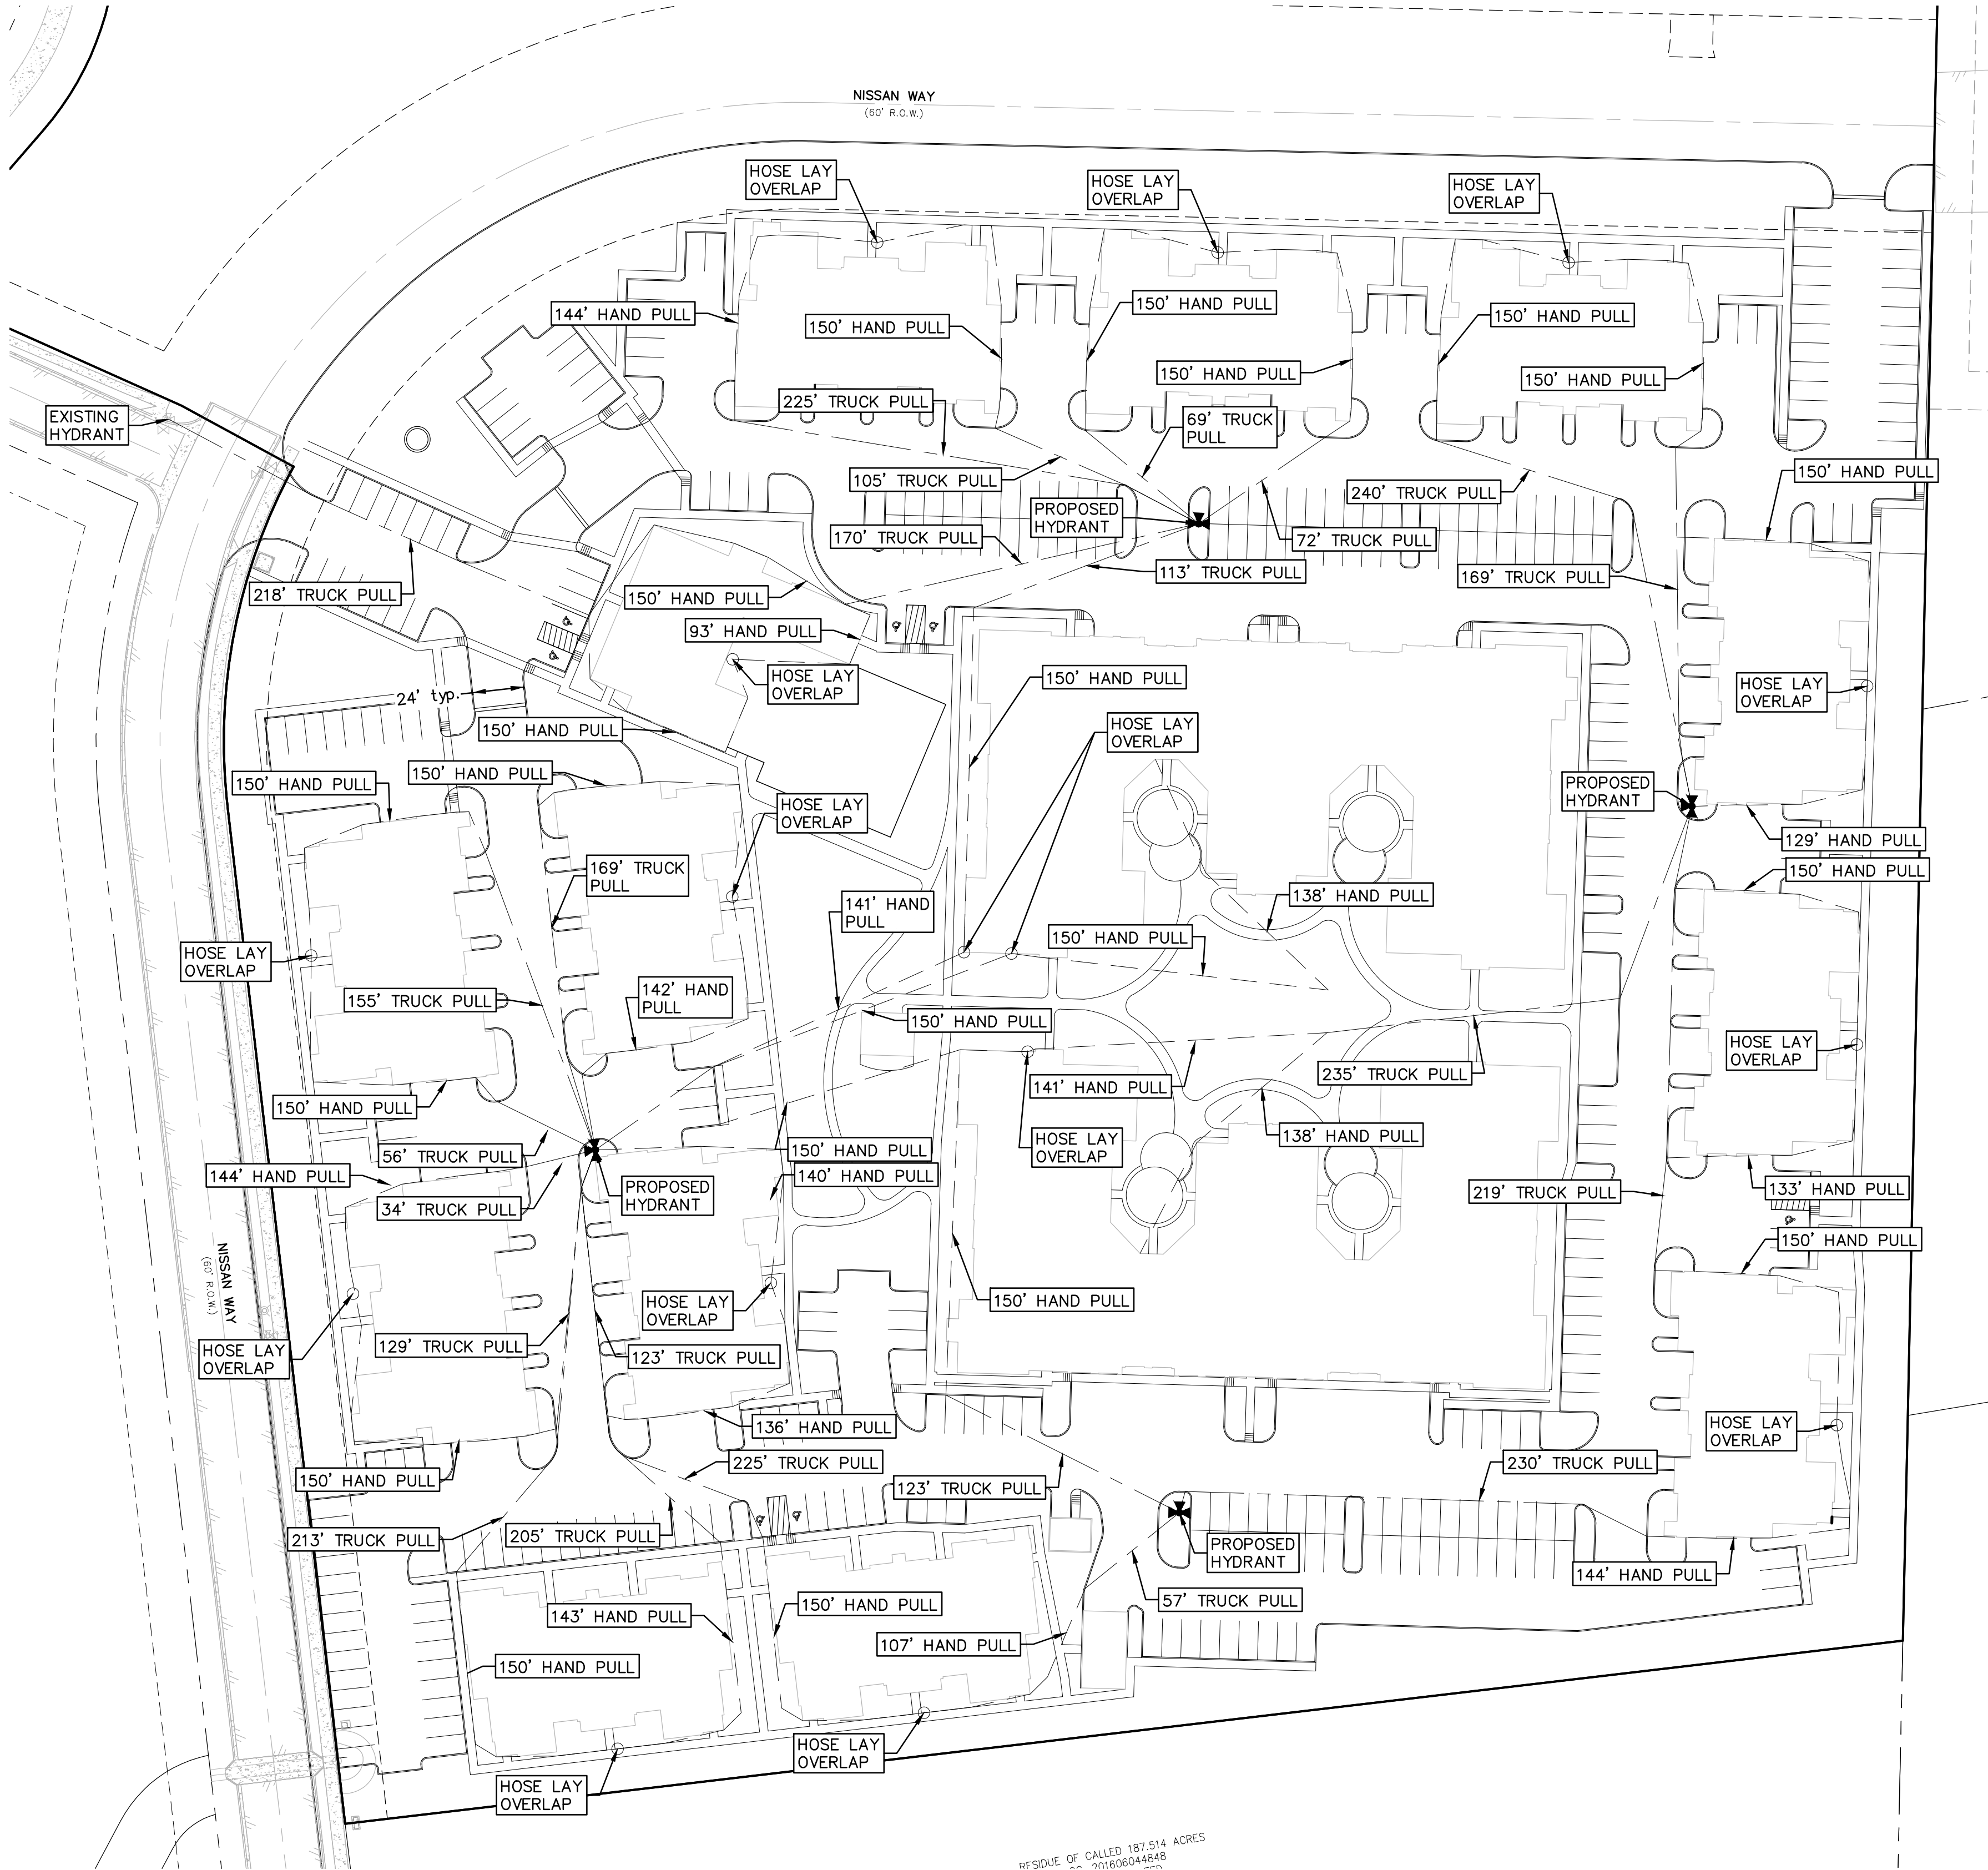 NISSAN WAY
(60' R.O.W.)
HOSE LAY
OVERLAP
HOSE LAY
OVERLAP
HOSE LAY
OVERLAP
144' HAND PULL
150' HAND PULL
150' HAND PULL
150' HAND PULL
150' HAND PULL
150' HAND PULL
225' TRUCK PULL
69' TRUCK
PULL
EXISTING
HYDRANT
105' TRUCK PULL
240' TRUCK PULL
150' HAND PULL
PROPOSED
HYDRANT
170' TRUCK PULL
72' TRUCK PULL
113' TRUCK PULL
169' TRUCK PULL
218' TRUCK PULL
150' HAND PULL
93' HAND PULL
HOSE LAY
OVERLAP
150' HAND PULL
HOSE LAY
OVERLAP
24' typ.
150' HAND PULL
HOSE LAY
OVERLAP
150' HAND PULL
150' HAND PULL
HOSE LAY
OVERLAP
PROPOSED
HYDRANT
129' HAND PULL
150' HAND PULL
169' TRUCK
PULL
141' HAND
PULL
138' HAND PULL
150' HAND PULL
HOSE LAY
OVERLAP
155' TRUCK PULL
142' HAND
PULL
150' HAND PULL
HOSE LAY
OVERLAP
235' TRUCK PULL
141' HAND PULL
150' HAND PULL
138' HAND PULL
HOSE LAY
OVERLAP
56' TRUCK PULL
150' HAND PULL
144' HAND PULL
140' HAND PULL
34' TRUCK PULL
PROPOSED
HYDRANT
219' TRUCK PULL
133' HAND PULL
150' HAND PULL
NISSAN WAY
(60' R.O.W.)
HOSE LAY
OVERLAP
150' HAND PULL
HOSE LAY
OVERLAP
129' TRUCK PULL
123' TRUCK PULL
136' HAND PULL
HOSE LAY
OVERLAP
150' HAND PULL
225' TRUCK PULL
123' TRUCK PULL
230' TRUCK PULL
213' TRUCK PULL
205' TRUCK PULL
PROPOSED
HYDRANT
144' HAND PULL
143' HAND PULL
150' HAND PULL
57' TRUCK PULL
107' HAND PULL
150' HAND PULL
HOSE LAY
OVERLAP
HOSE LAY
OVERLAP
RESIDUE OF CALLED 187.514 ACRES
201606044848